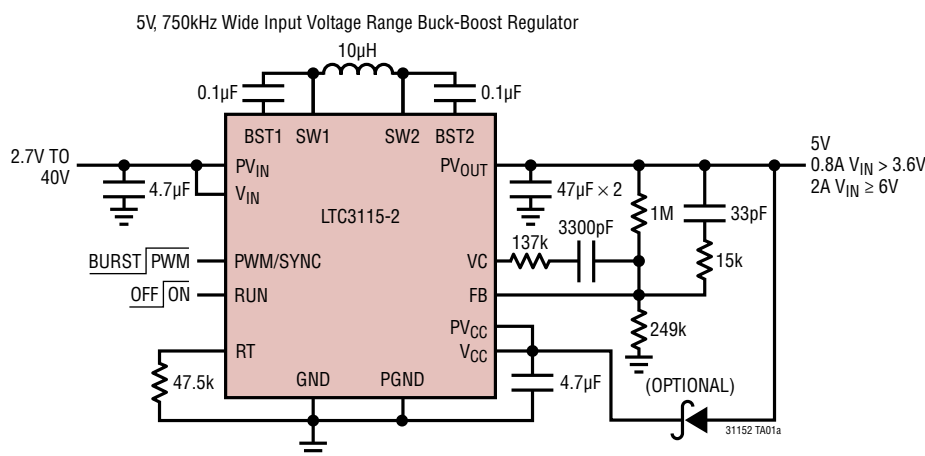 5V, 750kHz Wide Input Voltage Range Buck-Boost Regulator
10µH
0.1µF
0.1µF
BST1 SW1 SW2 BST2
2.7V TO
40V
PVIN
PVOUT
5V
0.8A VIN > 3.6V
2A VIN ≥ 6V
4.7µF
VIN
47µF × 2
1M
33pF
LTC3115-2
3300pF
137k
15k
BURST PWM
PWM/SYNC
VC
OFF ON
RUN
FB
249k
PVCC
RT
VCC
47.5k
GND
PGND
4.7µF
(OPTIONAL)
31152 TA01a